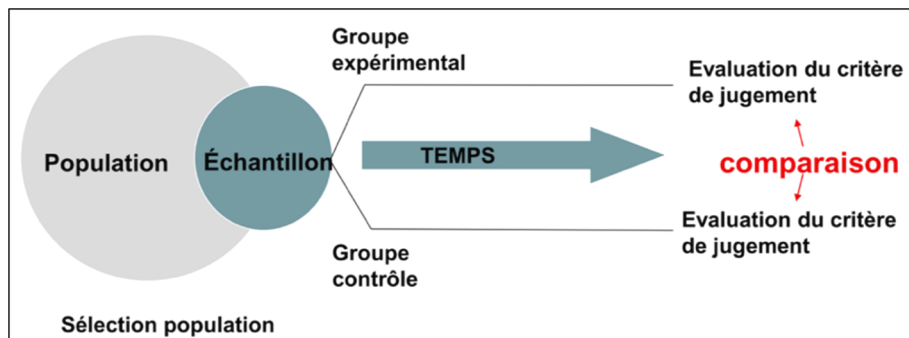 Groupe
expérimental
Evaluation du critère
de jugement
Population
Échantillon
TEMPS
comparaison
Evaluation du critère
de jugement
Groupe
contrôle
Sélection population